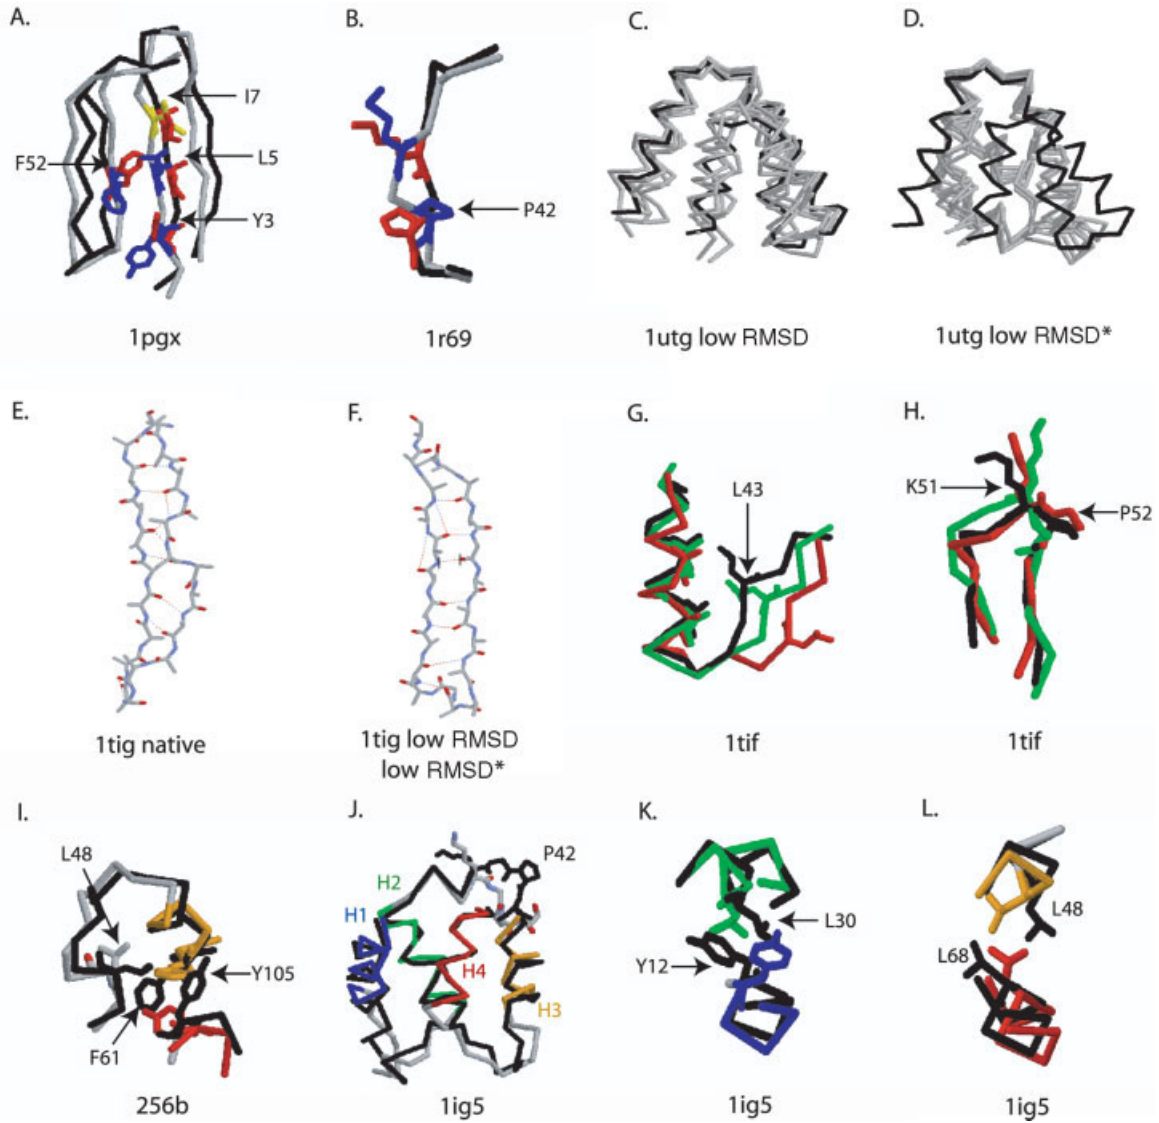 A.
B.
C.
D.
I7
F52
L5
Y3
P42
1pgx
1r69
1utg low RMSD
1utg low RMSD*
E.
F.
G.
H.
L43
K51
P52
1tig native
1tig low RMSD
low RMSD*
1tif
1tif
I.
J.
K.
L.
L48
Y105
F61
P42
H2
H1
H4
H3
L30
Y12
L48
L68
256b
1ig5
1ig5
1ig5